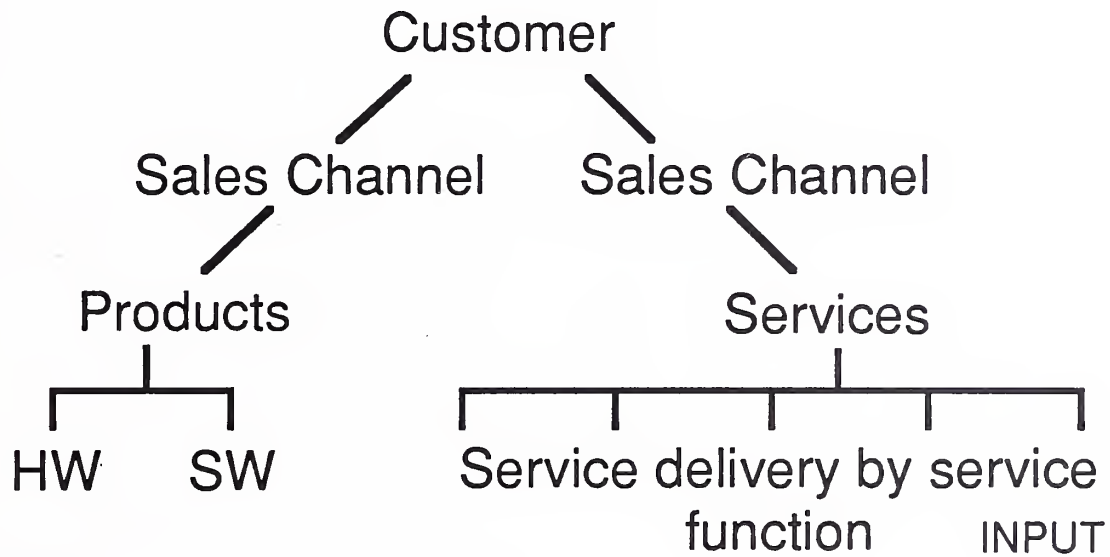 Customer
Sales Channel Sales Channel
Products Services
HW SW Service delivery by service
function INPUT